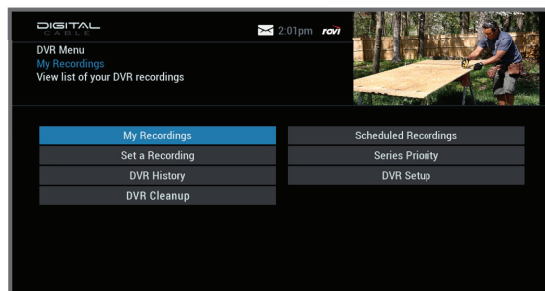 DIGITAL
CABLE
2:01pm rovi
DVR Menu
My Recordings
View list of your DVR recordings
My Recordings
Scheduled Recordings
Set a Recording
Series Priority
DVR History
DVR Setup
DVR Cleanup